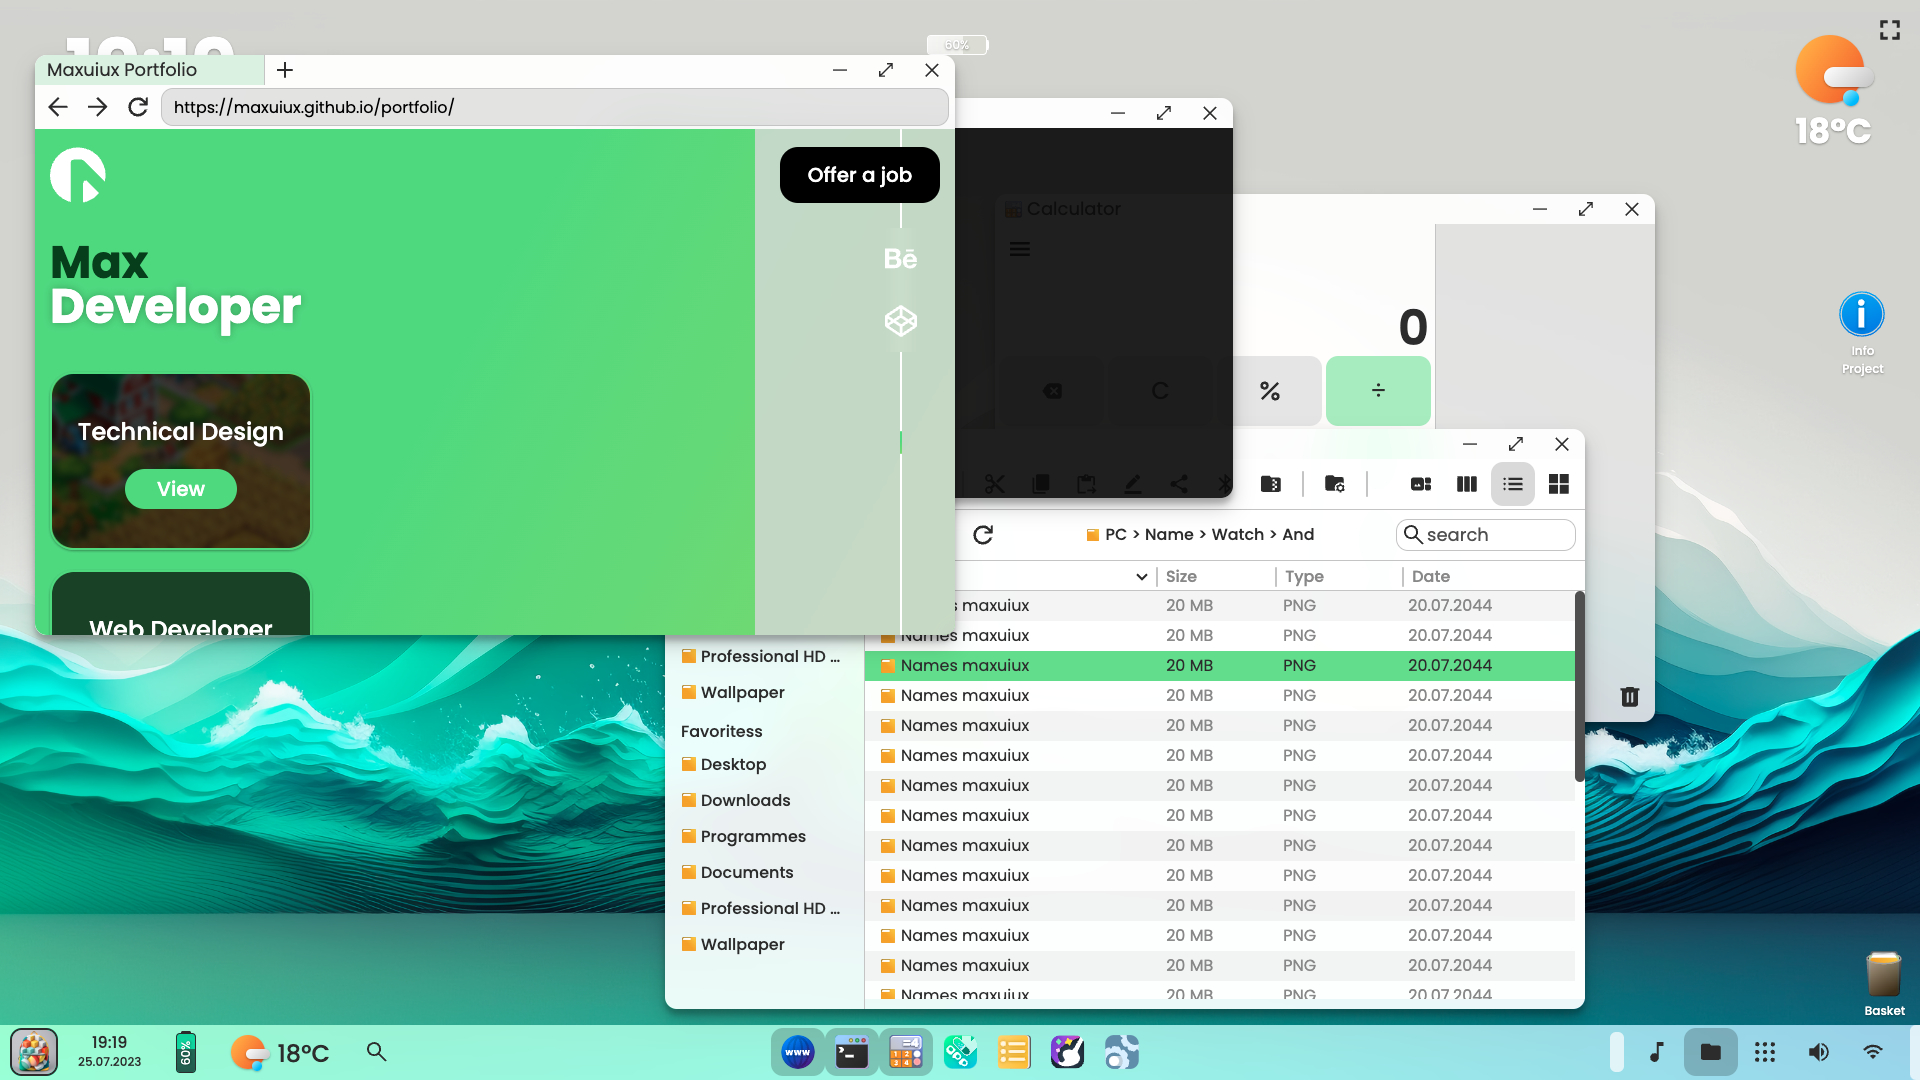 60%
Maxuiux Portfolio
https://maxuiux.github.io/portfolio/
Offer a job
Bē
Max
Developer
Technical Design
View
Web Developer
18°C
Info
Project
Calculator
0
C
%
÷
PC > Name > Watch > And
search
Size
Type
Date
s maxuiux 20 MB PNG 20.07.2044
Names maxuiux 20 MB PNG 20.07.2044
Names maxuiux 20 MB PNG 20.07.2044
Names maxuiux 20 MB PNG 20.07.2044
Names maxuiux 20 MB PNG 20.07.2044
Names maxuiux 20 MB PNG 20.07.2044
Names maxuiux 20 MB PNG 20.07.2044
Names maxuiux 20 MB PNG 20.07.2044
Names maxuiux 20 MB PNG 20.07.2044
Names maxuiux 20 MB PNG 20.07.2044
Names maxuiux 20 MB PNG 20.07.2044
Names maxuiux 20 MB PNG 20.07.2044
Names maxuiux 20 MB PNG 20.07.2044
Names maxuiux 20 MB PNG 20.07.2044
Professional HD ...
Wallpaper
Favoritess
Desktop
Downloads
Programmes
Documents
Professional HD ...
Wallpaper
Basket
19:19
25.07.2023
60%
18°C
www